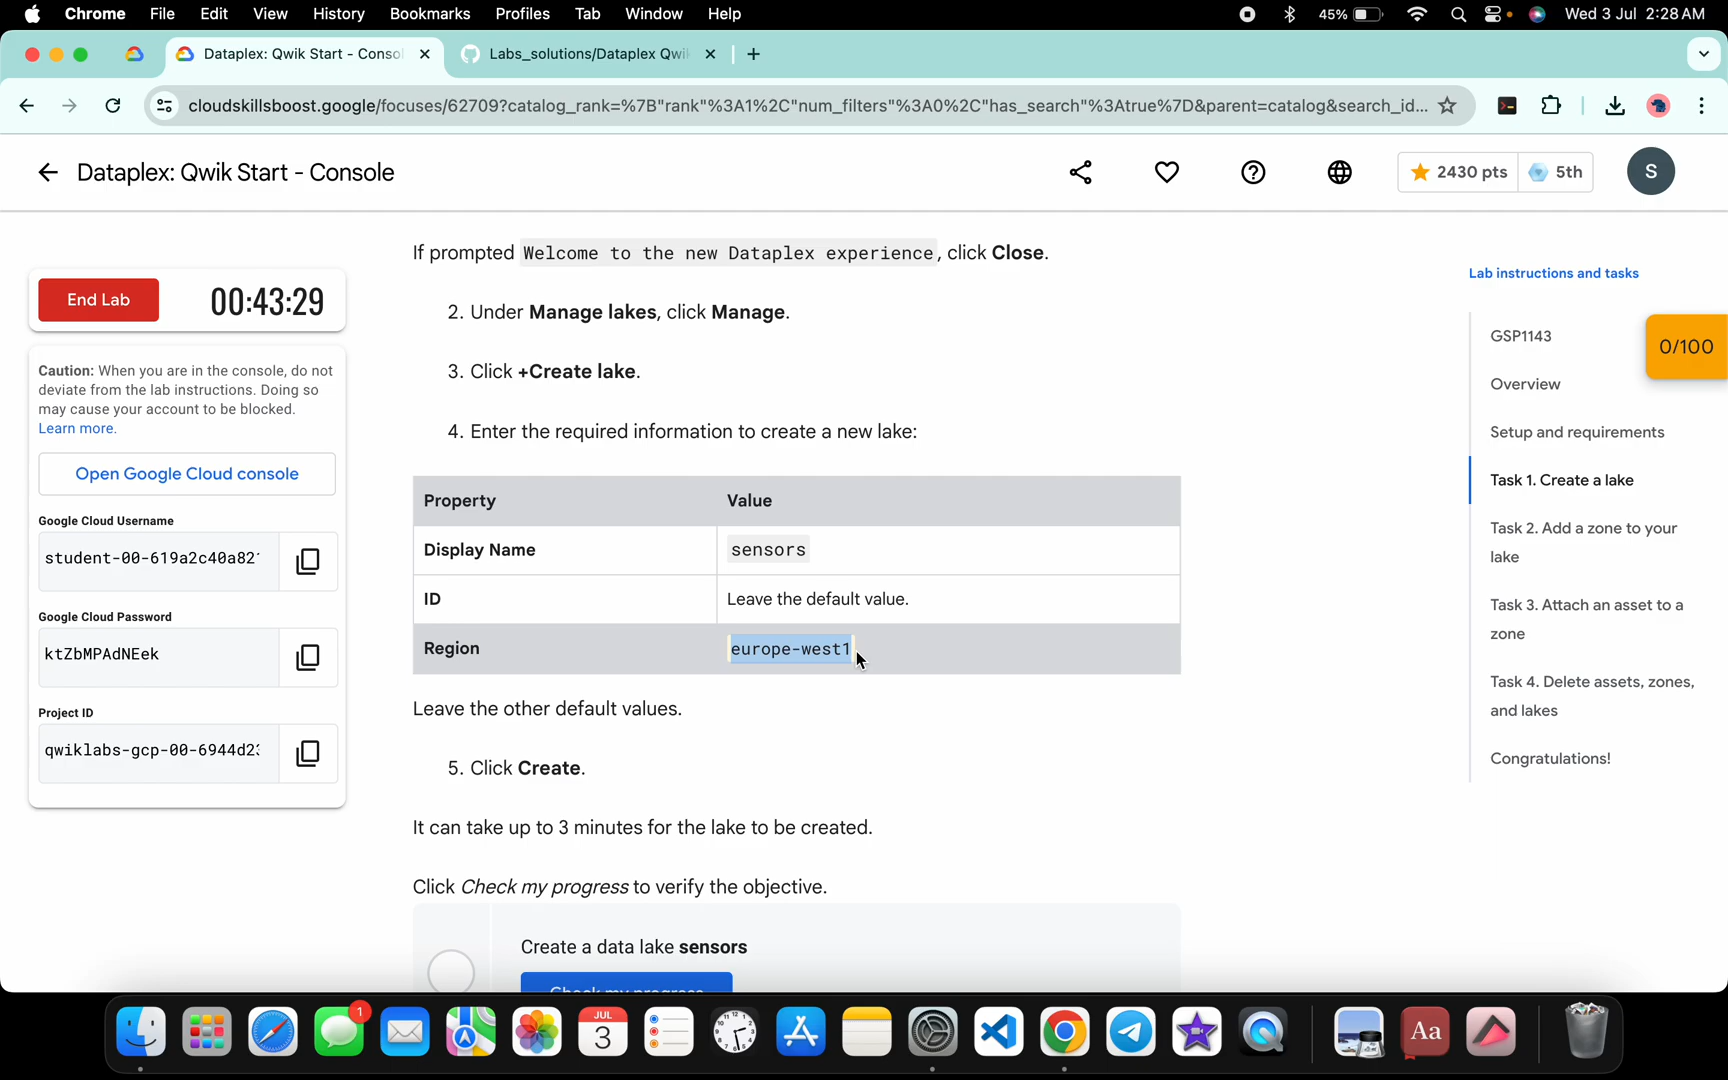 Chrome File Edit View History Bookmarks Profiles Tab Window Help 45% Wed 3 Jul 2:28 AM
Dataplex: Qwik Start - Consol
Labs_solutions/Dataplex Qwi
cloudskillsboost.google/focuses/62709?catalog_rank=%7B"rank"%3A1%2C"num_filters"%3A0%2C"has_search"%3Atrue%7D&parent=catalog&search_id...
Dataplex: Qwik Start - Console
2430 pts
5th
S
End Lab
00:43:29
Caution: When you are in the console, do not
deviate from the lab instructions. Doing so
may cause your account to be blocked.
Learn more.
Open Google Cloud console
Google Cloud Username
student-00-619a2c40a82
Google Cloud Password
ktZbMPAdNEek
Project ID
qwiklabs-gcp-00-6944d2
If prompted Welcome to the new Dataplex experience, click Close.
2. Under Manage lakes, click Manage.
3. Click +Create lake.
4. Enter the required information to create a new lake:
Property Value
Display Name sensors
ID Leave the default value.
Region europe-west1
Leave the other default values.
5. Click Create.
It can take up to 3 minutes for the lake to be created.
Click Check my progress to verify the objective.
Create a data lake sensors
Check my progress
Lab instructions and tasks
GSP1143
0/100
Overview
Setup and requirements
Task 1. Create a lake
Task 2. Add a zone to your
lake
Task 3. Attach an asset to a
zone
Task 4. Delete assets, zones,
and lakes
Congratulations!
1
JUL
3
Aa